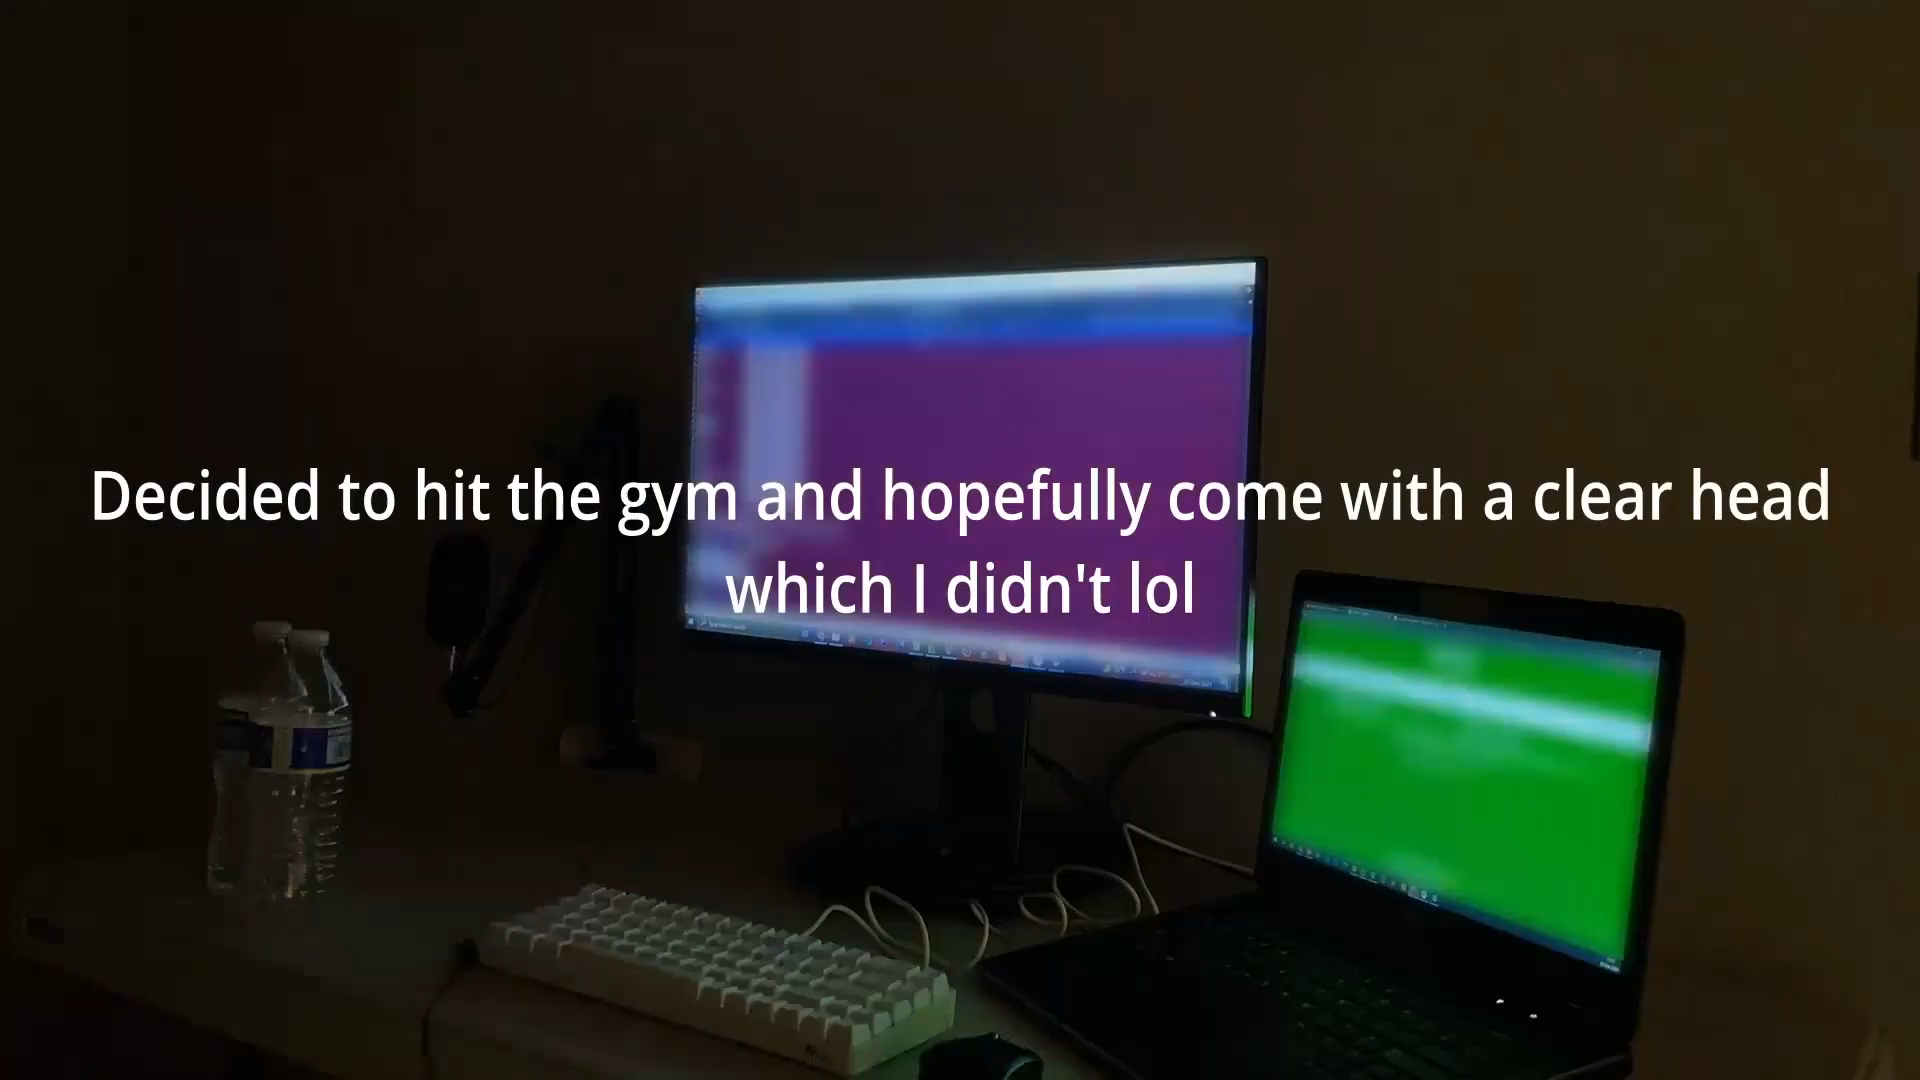 Decided to hit the gym and hopefully come with a clear head
which I didn't lol